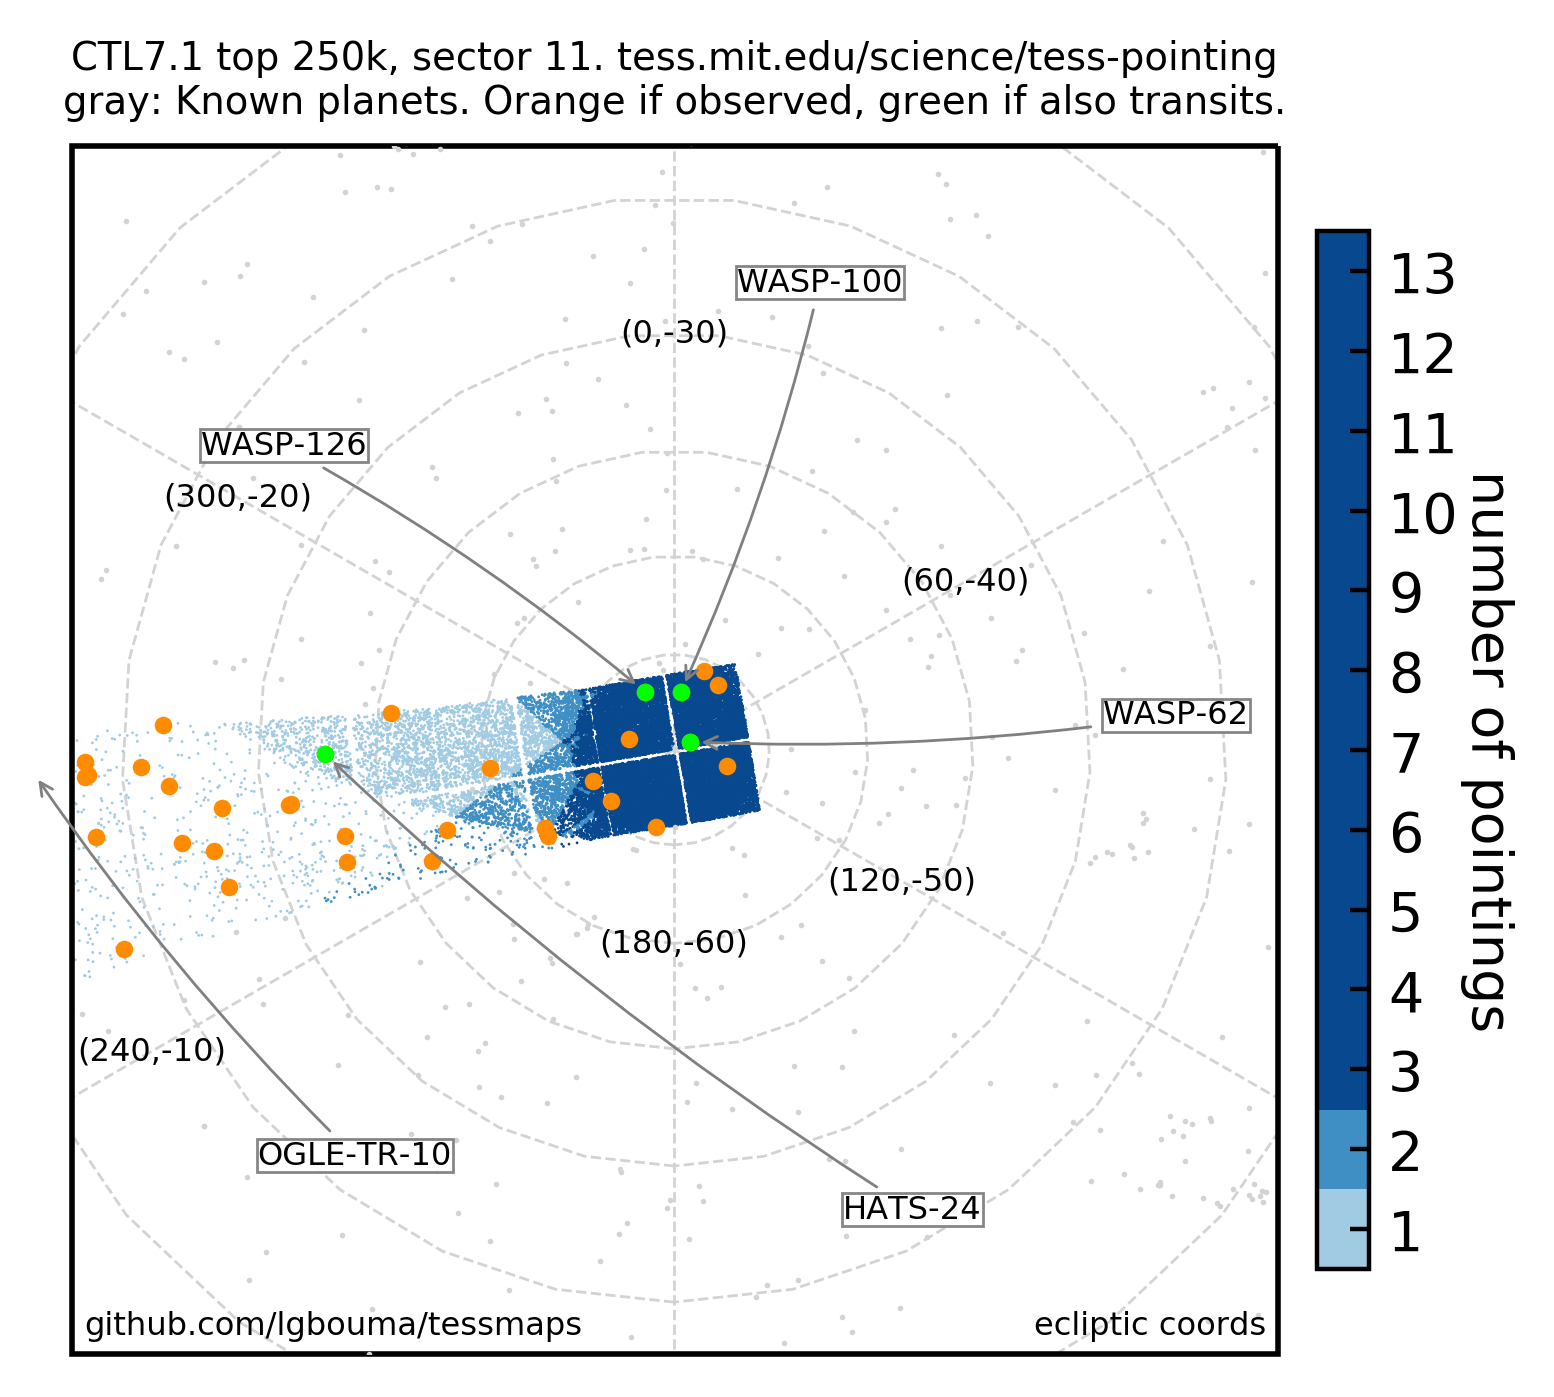 CTL7.1 top 250k, sector 11. tess.mit.edu/science/tess-pointing
gray: Known planets. Orange if observed, green if also transits.
WASP-100
(0,-30)
WASP-126
(300,-20)
(60,-40)
WASP-62
(120,-50)
(180,-60)
(240,-10)
OGLE-TR-10
HATS-24
github.com/lgbouma/tessmaps
ecliptic coords
13
12
11
10
9
8
7
6
5
4
3
2
1
number of pointings